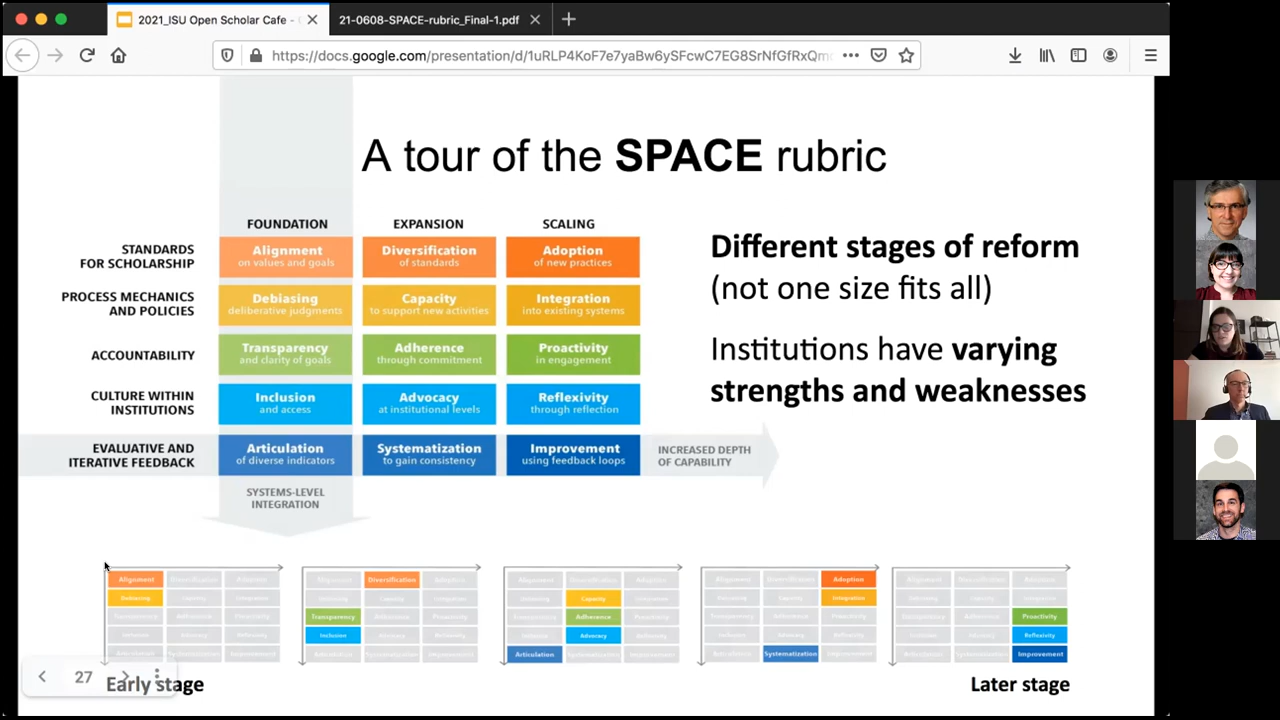 2021_ISU Open Scholar Cafe -
21-0608-SPACE-rubric_Final-1.pdf
https://docs.google.com/presentation/d/1uRLP4KoF7e7yaBw6ySFcwC7EG8SrNfGfRxQm
A tour of the SPACE rubric
FOUNDATION EXPANSION SCALING
STANDARDS
FOR SCHOLARSHIP
Alignment
on values and goals
Diversification
of standards
Adoption
of new practices
PROCESS MECHANICS
AND POLICIES
Debiasing
deliberative judgments
Capacity
to support new activities
Integration
into existing systems
ACCOUNTABILITY
Transparency
and clarity of goals
Adherence
through commitment
Proactivity
in engagement
CULTURE WITHIN
INSTITUTIONS
Inclusion
and access
Advocacy
at institutional levels
Reflexivity
through reflection
EVALUATIVE AND
ITERATIVE FEEDBACK
Articulation
of diverse indicators
Systematization
to gain consistency
Improvement
using feedback loops
INCREASED DEPTH
OF CAPABILITY
SYSTEMS-LEVEL
INTEGRATION
Different stages of reform
(not one size fits all)
Institutions have varying
strengths and weaknesses
Alignment
Debiasing
Diversification
Transparency
Inclusion
Capacity
Adherence
Advocacy
Articulation
Adoption
Integration
Systematization
Proactivity
Reflexivity
Improvement
27
Early stage
Later stage